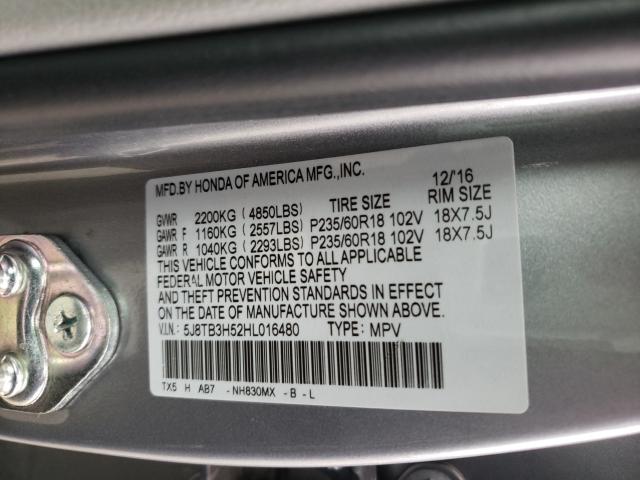 MFD.BY HONDA OF AMERICA MFG.,INC. 12/'16
TIRE SIZE RIM SIZE
GVWR 2200KG ( 4850LBS)
GAWR F 1160KG ( 2557LBS) P235/60R18 102V 18X7.5J
GAWR R 1040KG ( 2293LBS) P235/60R18 102V 18X7.5J
THIS VEHICLE CONFORMS TO ALL APPLICABLE
FEDERAL MOTOR VEHICLE SAFETY
AND THEFT PREVENTION STANDARDS IN EFFECT
ON THE DATE OF MANUFACTURE SHOWN ABOVE.
V.I.N.: 5J8TB3H52HL016480 TYPE: MPV
TX5 H AB7 - NH830MX - B - L